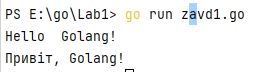 PS E:\go\Lab1> go run zavd1.go
Hello  Golang!
Привіт, Golang!